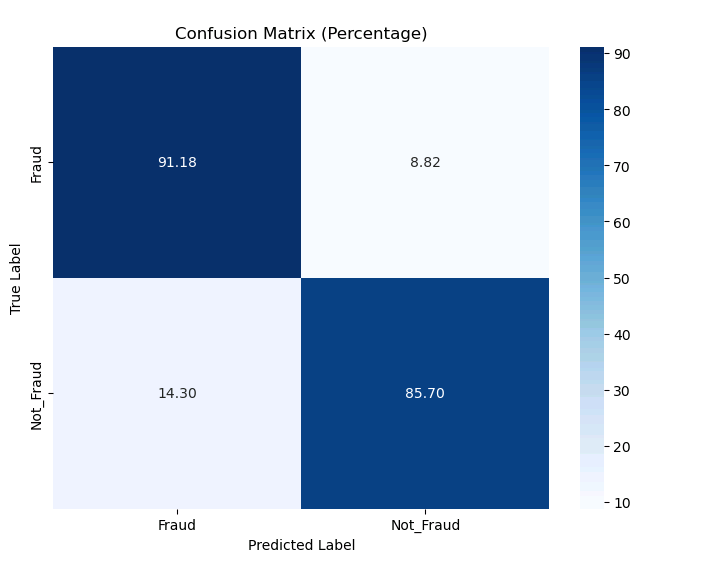 Confusion Matrix (Percentage)
True Label
Fraud
91.18
8.82
Not_Fraud
14.30
85.70
Fraud
Not_Fraud
Predicted Label
90
80
70
60
50
40
30
20
10